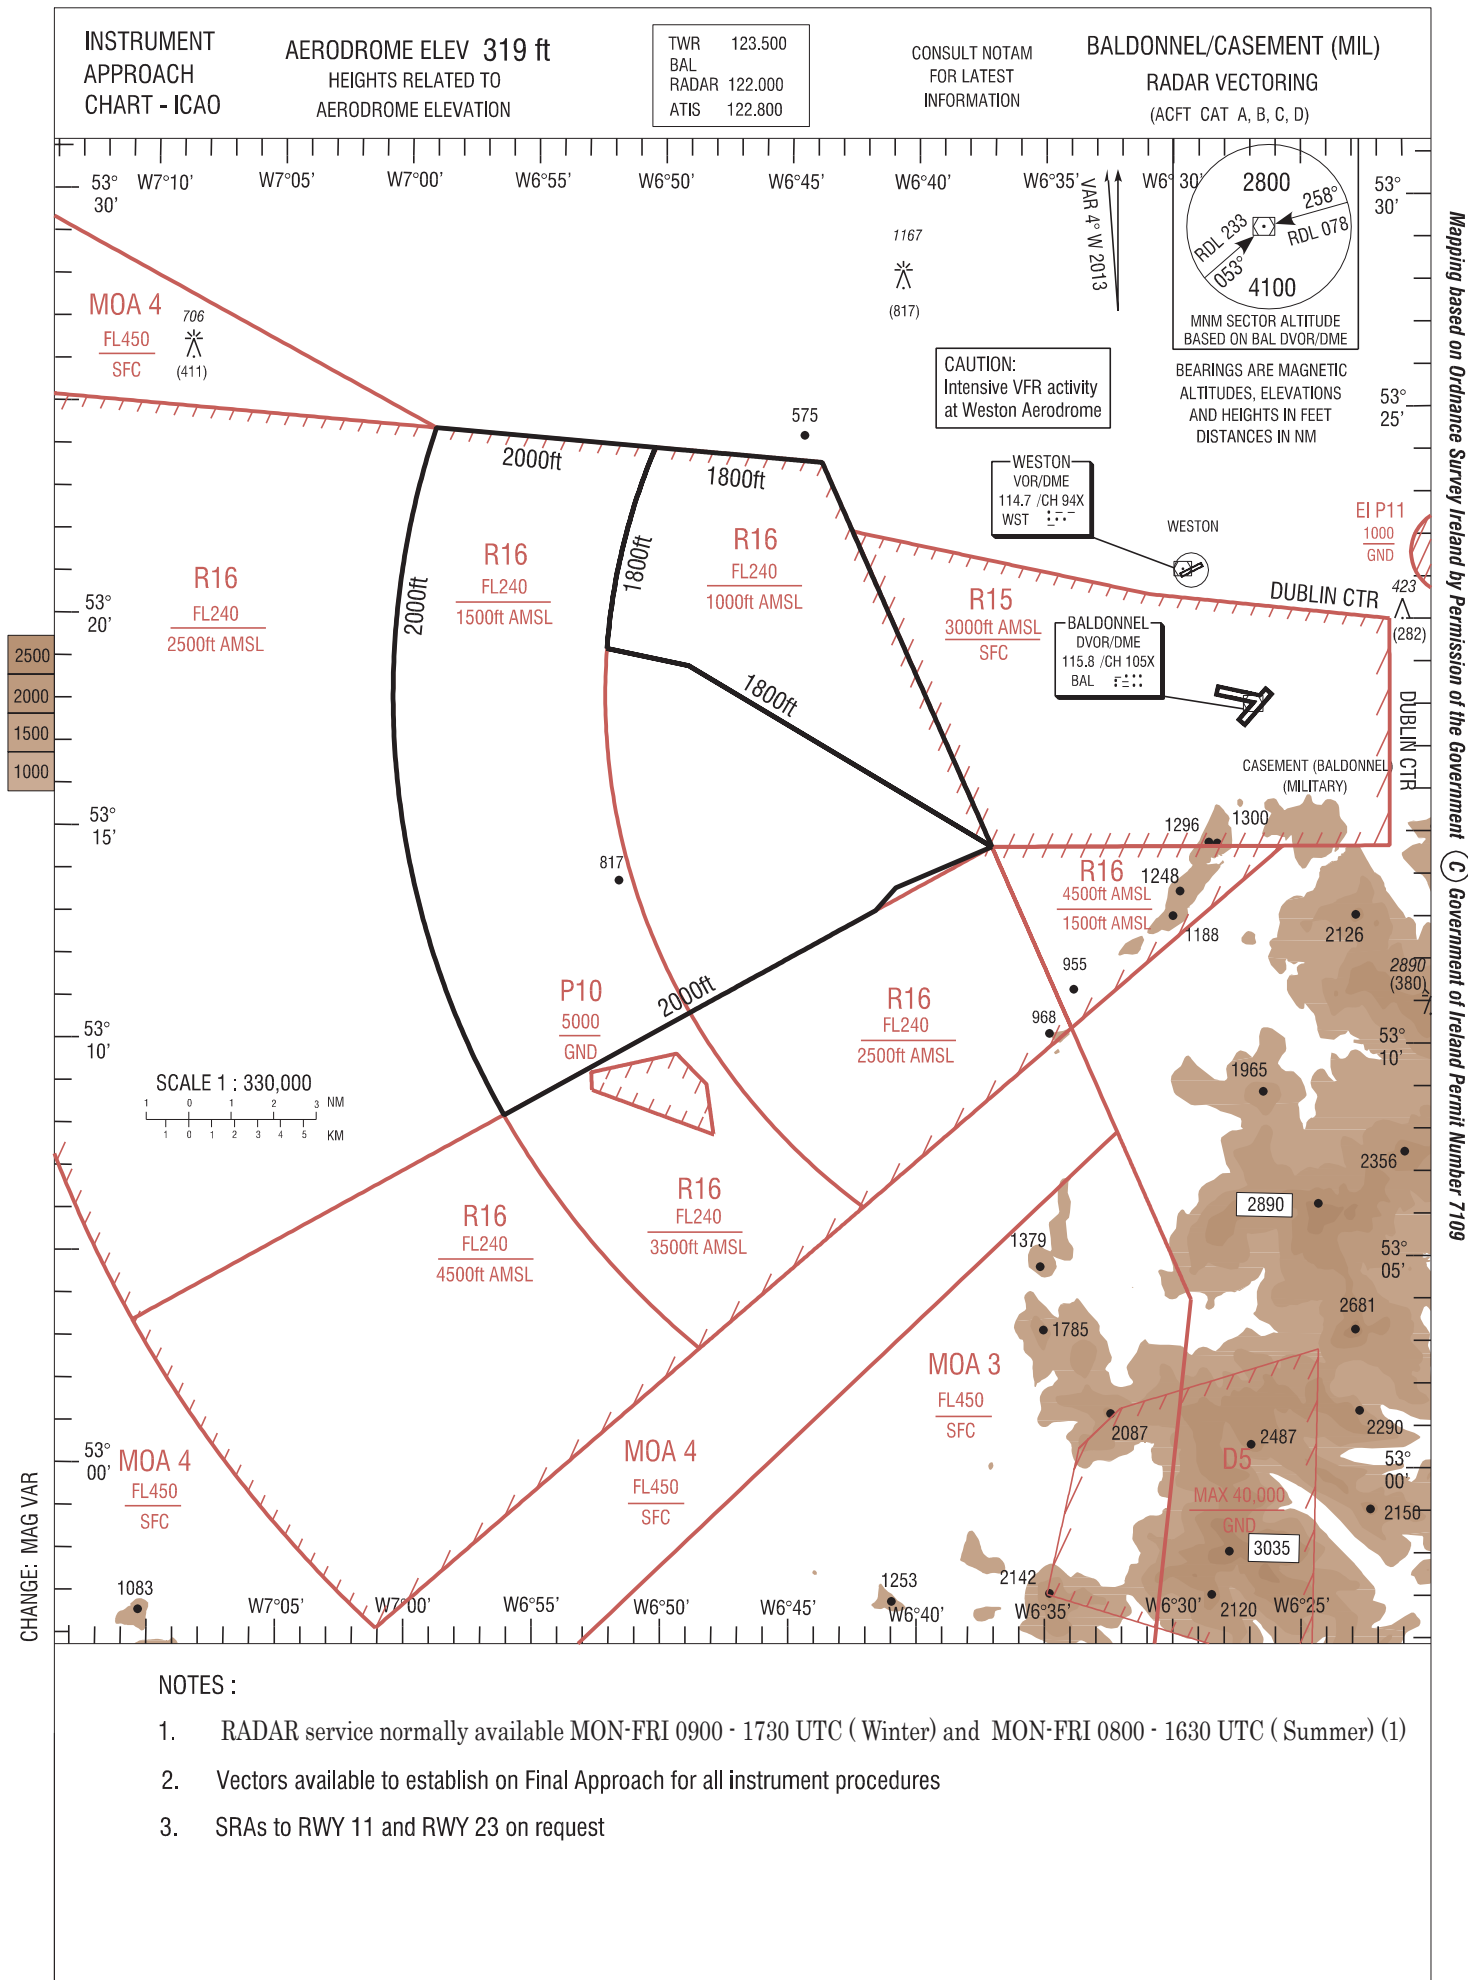 INSTRUMENT
APPROACH
CHART - ICAO
AERODROME ELEV 319 ft
HEIGHTS RELATED TO
AERODROME ELEVATION
TWR 123.500
BAL
RADAR 122.000
ATIS 122.800
CONSULT NOTAM
FOR LATEST
INFORMATION
BALDONNEL/CASEMENT (MIL)
RADAR VECTORING
(ACFT CAT A, B, C, D)
W7°10' W7°05' W7°00' W6°55' W6°50' W6°45' W6°40' W6°35' W6°30'
53°
30'
53°
30'
VAR 4° W 2013
2800
258°
RDL 078
RDL 233
053°
4100
MNM SECTOR ALTITUDE
BASED ON BAL DVOR/DME
BEARINGS ARE MAGNETIC
ALTITUDES, ELEVATIONS
AND HEIGHTS IN FEET
DISTANCES IN NM
1167
(817)
MOA 4
FL450
SFC
706
(411)
CAUTION:
Intensive VFR activity
at Weston Aerodrome
53°
25'
575
2000ft
1800ft
WESTON
VOR/DME
114.7 /CH 94X
WST
WESTON
EI P11
1000
GND
R16
FL240
2500ft AMSL
R16
FL240
1500ft AMSL
R16
FL240
1000ft AMSL
2000ft
1800ft
R15
3000ft AMSL
SFC
DUBLIN CTR
423
(282)
53°
20'
BALDONNEL
DVOR/DME
115.8 /CH 105X
BAL
DUBLIN CTR
2500
2000
1500
1000
1800ft
CASEMENT (BALDONNEL)
(MILITARY)
53°
15'
1296
1300
817
R16
4500ft AMSL
1500ft AMSL
1248
1188
2126
955
2890
(380)
968
P10
5000
GND
2000ft
R16
FL240
2500ft AMSL
53°
10'
53°
10'
1965
SCALE 1 : 330,000
1 0 1 2 3 NM
1 0 1 2 3 4 5 KM
2356
2890
R16
FL240
4500ft AMSL
R16
FL240
3500ft AMSL
1379
53°
05'
2681
1785
MOA 3
FL450
SFC
2087
2290
2487
53°
00'
53°
00'
MOA 4
FL450
SFC
MOA 4
FL450
SFC
D5
MAX 40,000
GND
2150
3035
1083
1253
2142
2120
W7°05' W7°00' W6°55' W6°50' W6°45' W6°40' W6°35' W6°30' W6°25'
CHANGE: MAG VAR
Mapping based on Ordnance Survey Ireland by Permission of the Government © Government of Ireland Permit Number 7109
NOTES :
1. RADAR service normally available MON-FRI 0900 - 1730 UTC ( Winter) and MON-FRI 0800 - 1630 UTC ( Summer) (1)
2. Vectors available to establish on Final Approach for all instrument procedures
3. SRAs to RWY 11 and RWY 23 on request